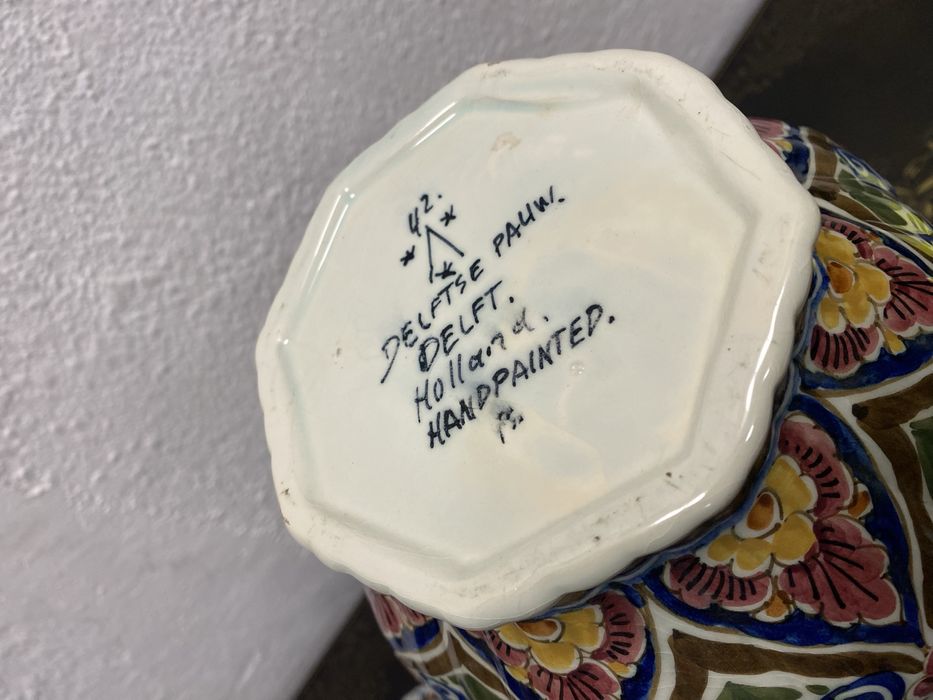 42.
DELFTSE PAUW.
DELFT.
Holland.
HANDPAINTED.